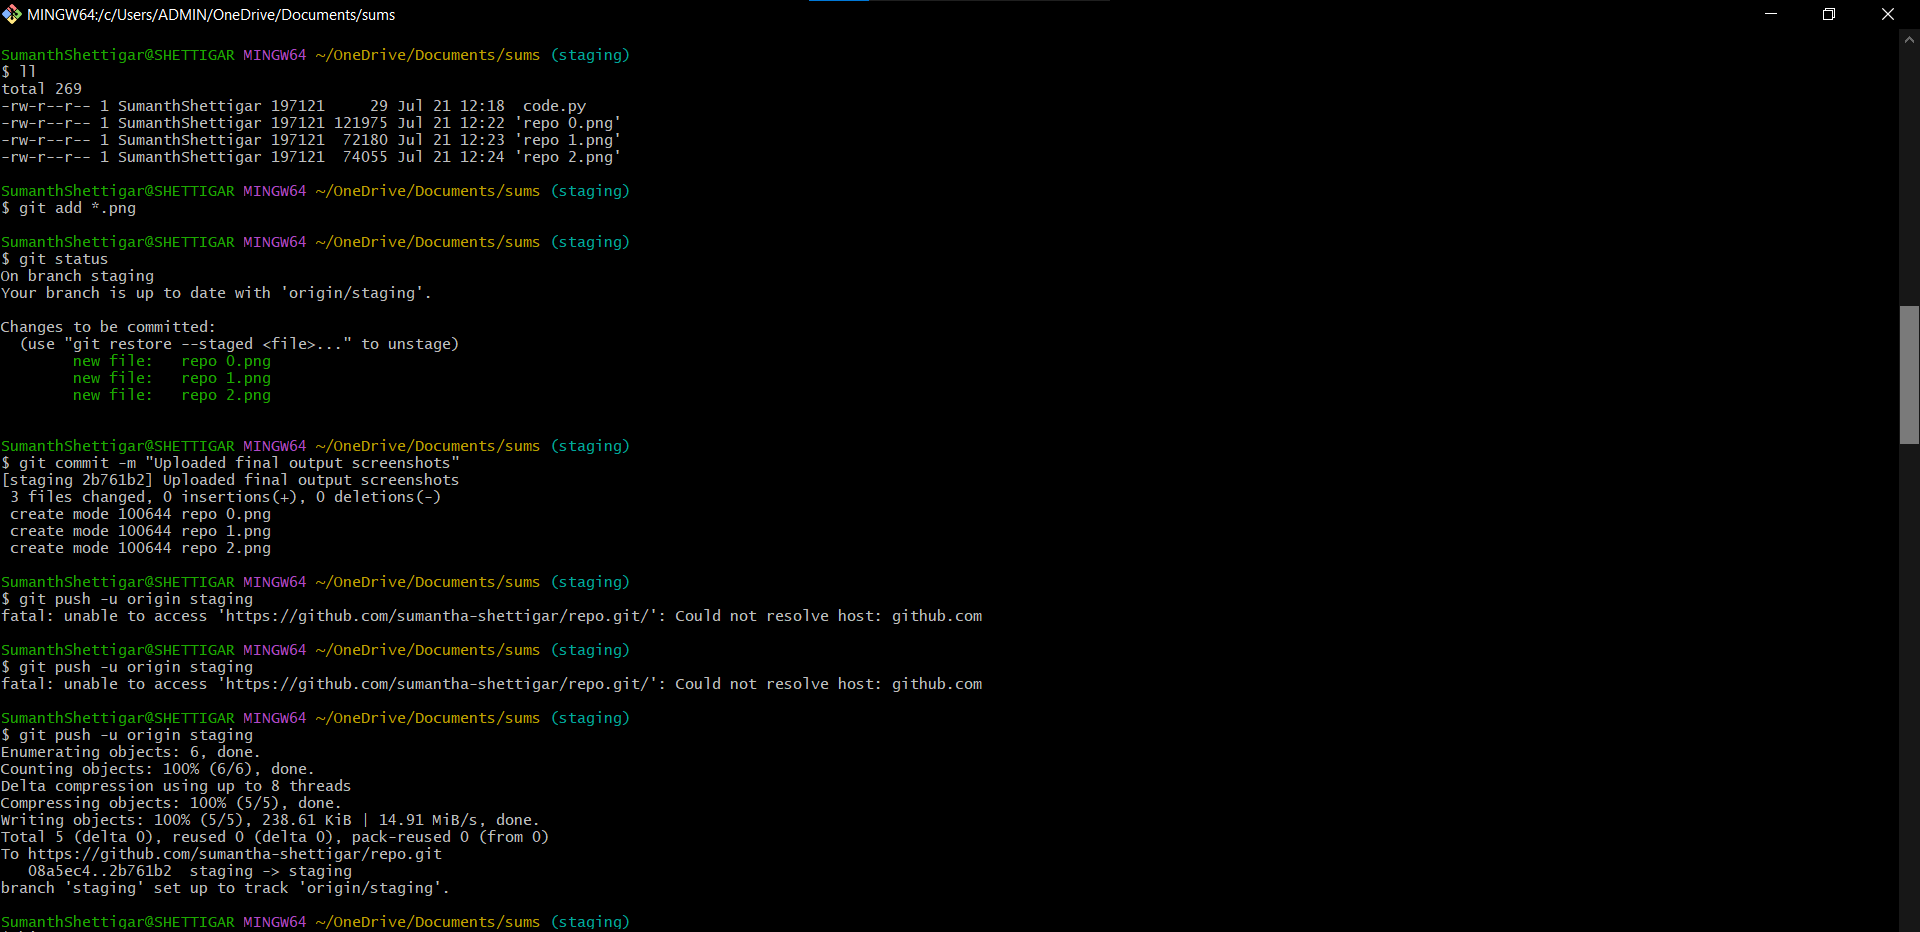 MINGW64:/c/Users/ADMIN/OneDrive/Documents/sums
SumanthShettigar@SHETTIGAR MINGW64 ~/OneDrive/Documents/sums (staging)
$ ll
total 269
-rw-r--r-- 1 SumanthShettigar 197121     29 Jul 21 12:18  code.py
-rw-r--r-- 1 SumanthShettigar 197121 121975 Jul 21 12:22 'repo 0.png'
-rw-r--r-- 1 SumanthShettigar 197121  72180 Jul 21 12:23 'repo 1.png'
-rw-r--r-- 1 SumanthShettigar 197121  74055 Jul 21 12:24 'repo 2.png'
SumanthShettigar@SHETTIGAR MINGW64 ~/OneDrive/Documents/sums (staging)
$ git add *.png
SumanthShettigar@SHETTIGAR MINGW64 ~/OneDrive/Documents/sums (staging)
$ git status
On branch staging
Your branch is up to date with 'origin/staging'.
Changes to be committed:
  (use "git restore --staged <file>..." to unstage)
        new file:   repo 0.png
        new file:   repo 1.png
        new file:   repo 2.png
SumanthShettigar@SHETTIGAR MINGW64 ~/OneDrive/Documents/sums (staging)
$ git commit -m "Uploaded final output screenshots"
[staging 2b761b2] Uploaded final output screenshots
 3 files changed, 0 insertions(+), 0 deletions(-)
 create mode 100644 repo 0.png
 create mode 100644 repo 1.png
 create mode 100644 repo 2.png
SumanthShettigar@SHETTIGAR MINGW64 ~/OneDrive/Documents/sums (staging)
$ git push -u origin staging
fatal: unable to access 'https://github.com/sumantha-shettigar/repo.git/': Could not resolve host: github.com
SumanthShettigar@SHETTIGAR MINGW64 ~/OneDrive/Documents/sums (staging)
$ git push -u origin staging
fatal: unable to access 'https://github.com/sumantha-shettigar/repo.git/': Could not resolve host: github.com
SumanthShettigar@SHETTIGAR MINGW64 ~/OneDrive/Documents/sums (staging)
$ git push -u origin staging
Enumerating objects: 6, done.
Counting objects: 100% (6/6), done.
Delta compression using up to 8 threads
Compressing objects: 100% (5/5), done.
Writing objects: 100% (5/5), 238.61 KiB | 14.91 MiB/s, done.
Total 5 (delta 0), reused 0 (delta 0), pack-reused 0 (from 0)
To https://github.com/sumantha-shettigar/repo.git
   08a5ec4..2b761b2  staging -> staging
branch 'staging' set up to track 'origin/staging'.
SumanthShettigar@SHETTIGAR MINGW64 ~/OneDrive/Documents/sums (staging)